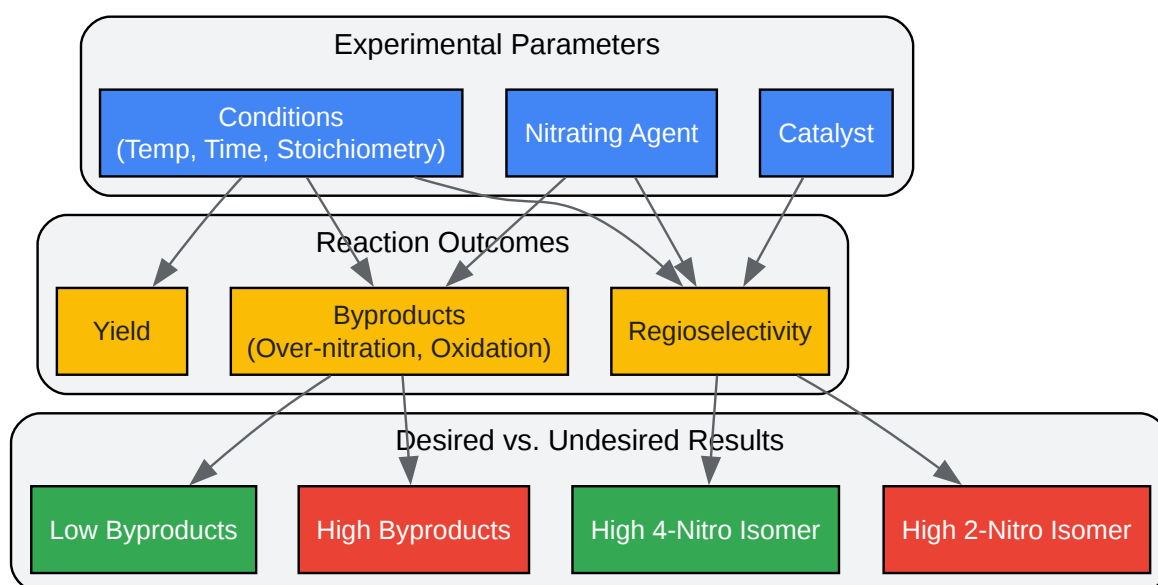 Experimental Parameters
Conditions
(Temp, Time, Stoichiometry)
Nitrating Agent
Catalyst
Reaction Outcomes
Yield
Byproducts
(Over-nitration, Oxidation)
Regioselectivity
Desired vs. Undesired Results
Low Byproducts
High Byproducts
High 4-Nitro Isomer
High 2-Nitro Isomer